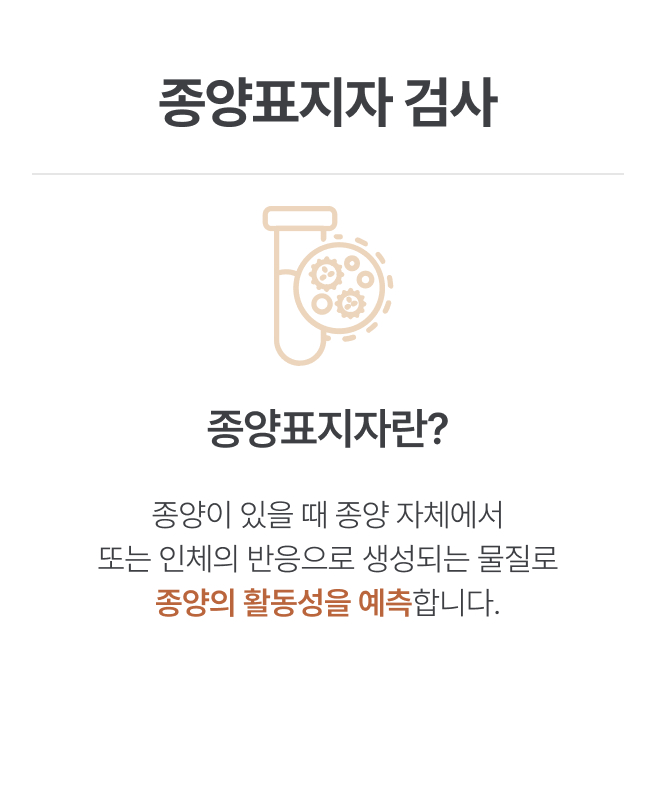 종양표지자 검사
종양표지자란?
종양이 있을 때 종양 자체에서
또는 인체의 반응으로 생성되는 물질로
종양의 활동성을 예측합니다.